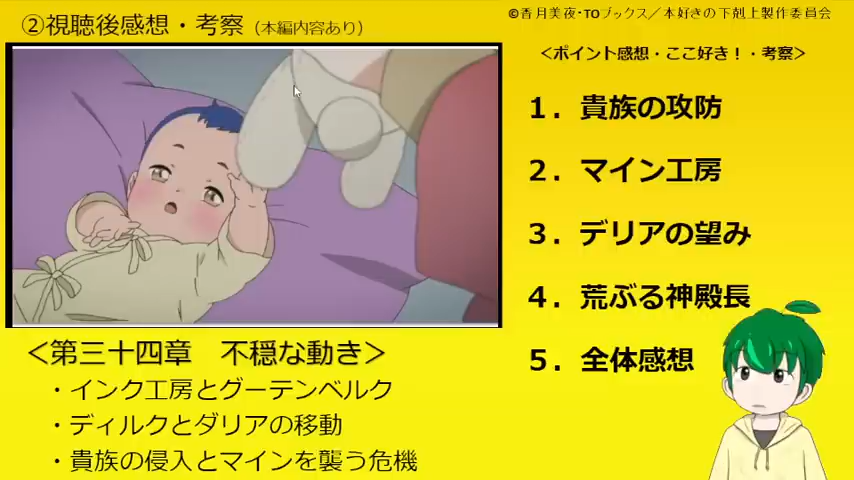 ②視聴後感想・考察（本編内容あり）
©香月美夜・TOブックス／本好きの下剋上製作委員会
＜ポイント感想・ここ好き！・考察＞
１．貴族の攻防
２．マイン工房
３．デリアの望み
４．荒ぶる神殿長
５．全体感想
＜第三十四章　不穏な動き＞
・インク工房とグーテンベルク
・ディルクとダリアの移動
・貴族の侵入とマインを襲う危機